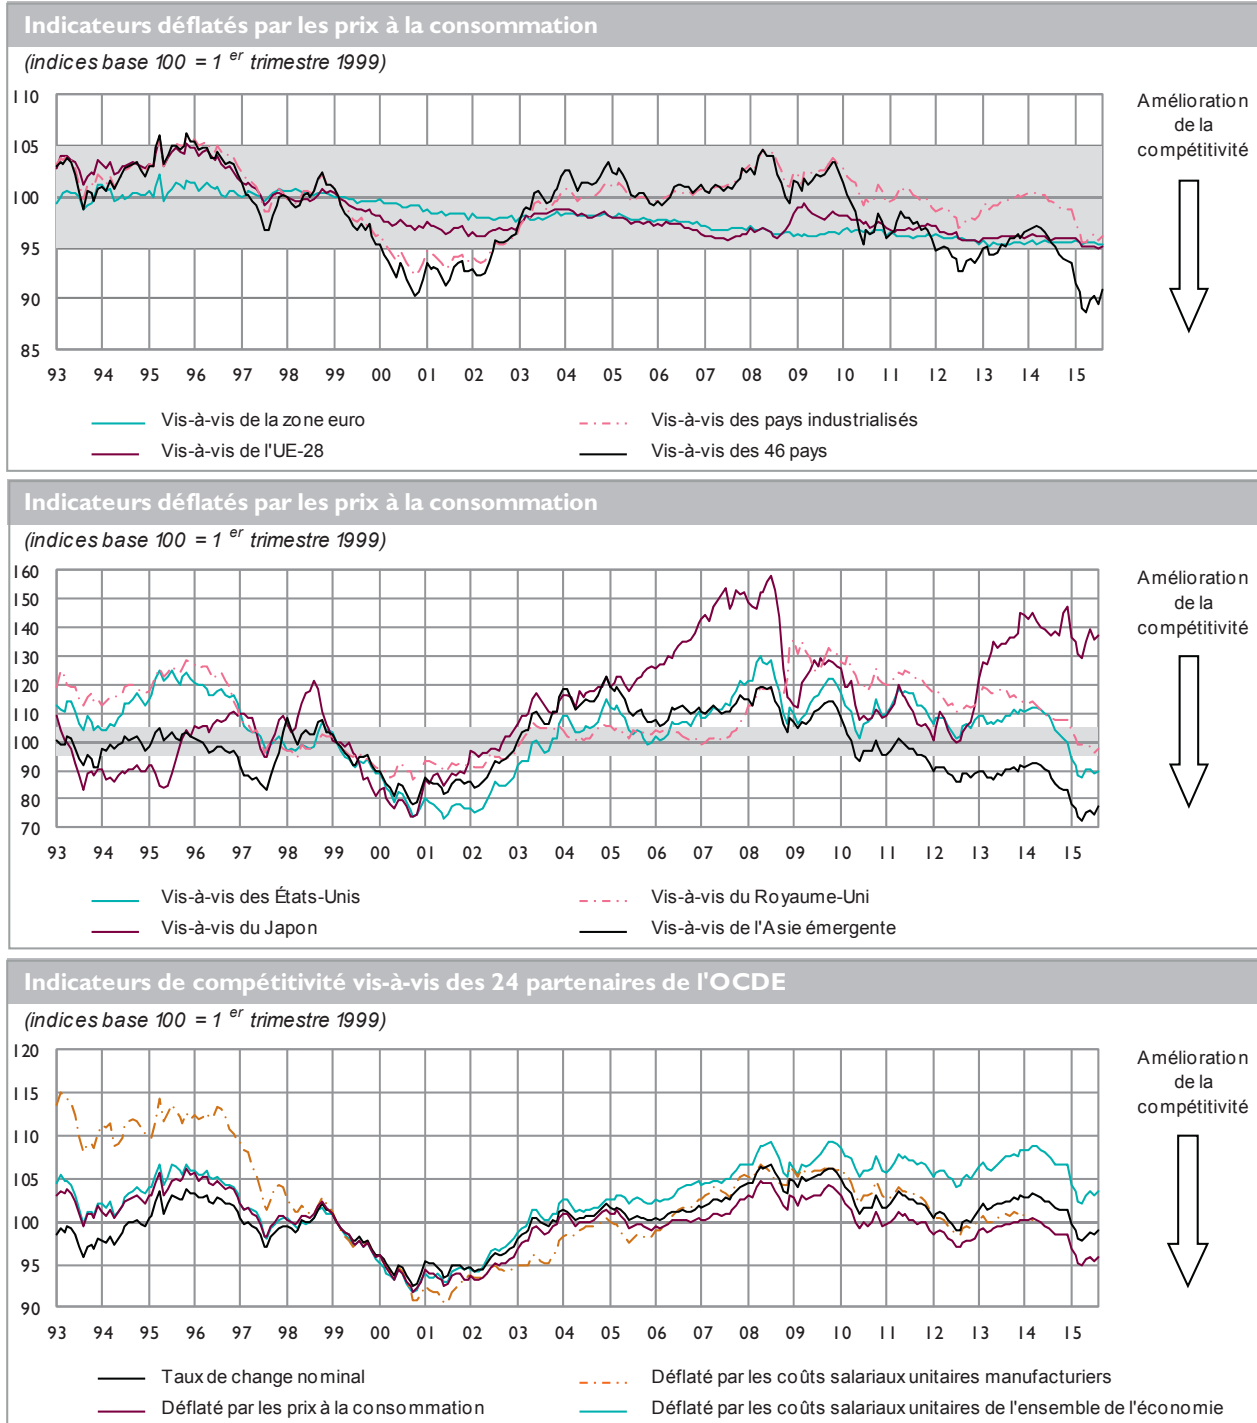 Indicateurs déflatés par les prix à la consommation
(indices base 100 = 1 er trimestre 1999)
110
105
100
95
90
85
93 94 95 96 97 98 99 00 01 02 03 04 05 06 07 08 09 10 11 12 13 14 15
Amélioration
de la
compétitivité
Vis-à-vis de la zone euro
Vis-à-vis des pays industrialisés
Vis-à-vis de l'UE-28
Vis-à-vis des 46 pays
Indicateurs déflatés par les prix à la consommation
(indices base 100 = 1 er trimestre 1999)
160
150
140
130
120
110
100
90
80
70
93 94 95 96 97 98 99 00 01 02 03 04 05 06 07 08 09 10 11 12 13 14 15
Amélioration
de la
compétitivité
Vis-à-vis des États-Unis
Vis-à-vis du Royaume-Uni
Vis-à-vis du Japon
Vis-à-vis de l'Asie émergente
Indicateurs de compétitivité vis-à-vis des 24 partenaires de l'OCDE
(indices base 100 = 1 er trimestre 1999)
120
115
110
105
100
95
90
93 94 95 96 97 98 99 00 01 02 03 04 05 06 07 08 09 10 11 12 13 14 15
Amélioration
de la
compétitivité
Taux de change nominal
Déflaté par les coûts salariaux unitaires manufacturiers
Déflaté par les prix à la consommation
Déflaté par les coûts salariaux unitaires de l'ensemble de l'économie